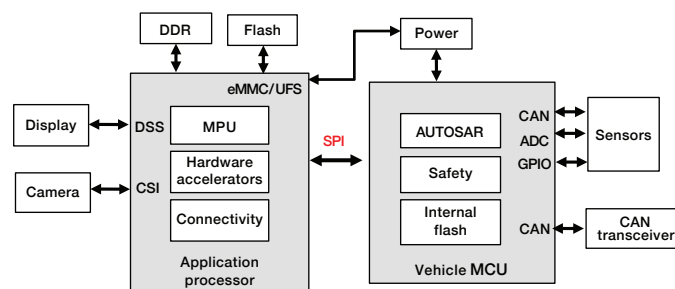 DDR
Flash
Power
eMMC/UFS
Display
DSS
MPU
Camera
CSI
Hardware
accelerators
Connectivity
Application
processor
SPI
AUTOSAR
Safety
Internal
flash
Vehicle MCU
CAN
ADC
GPIO
Sensors
CAN
CAN
transceiver